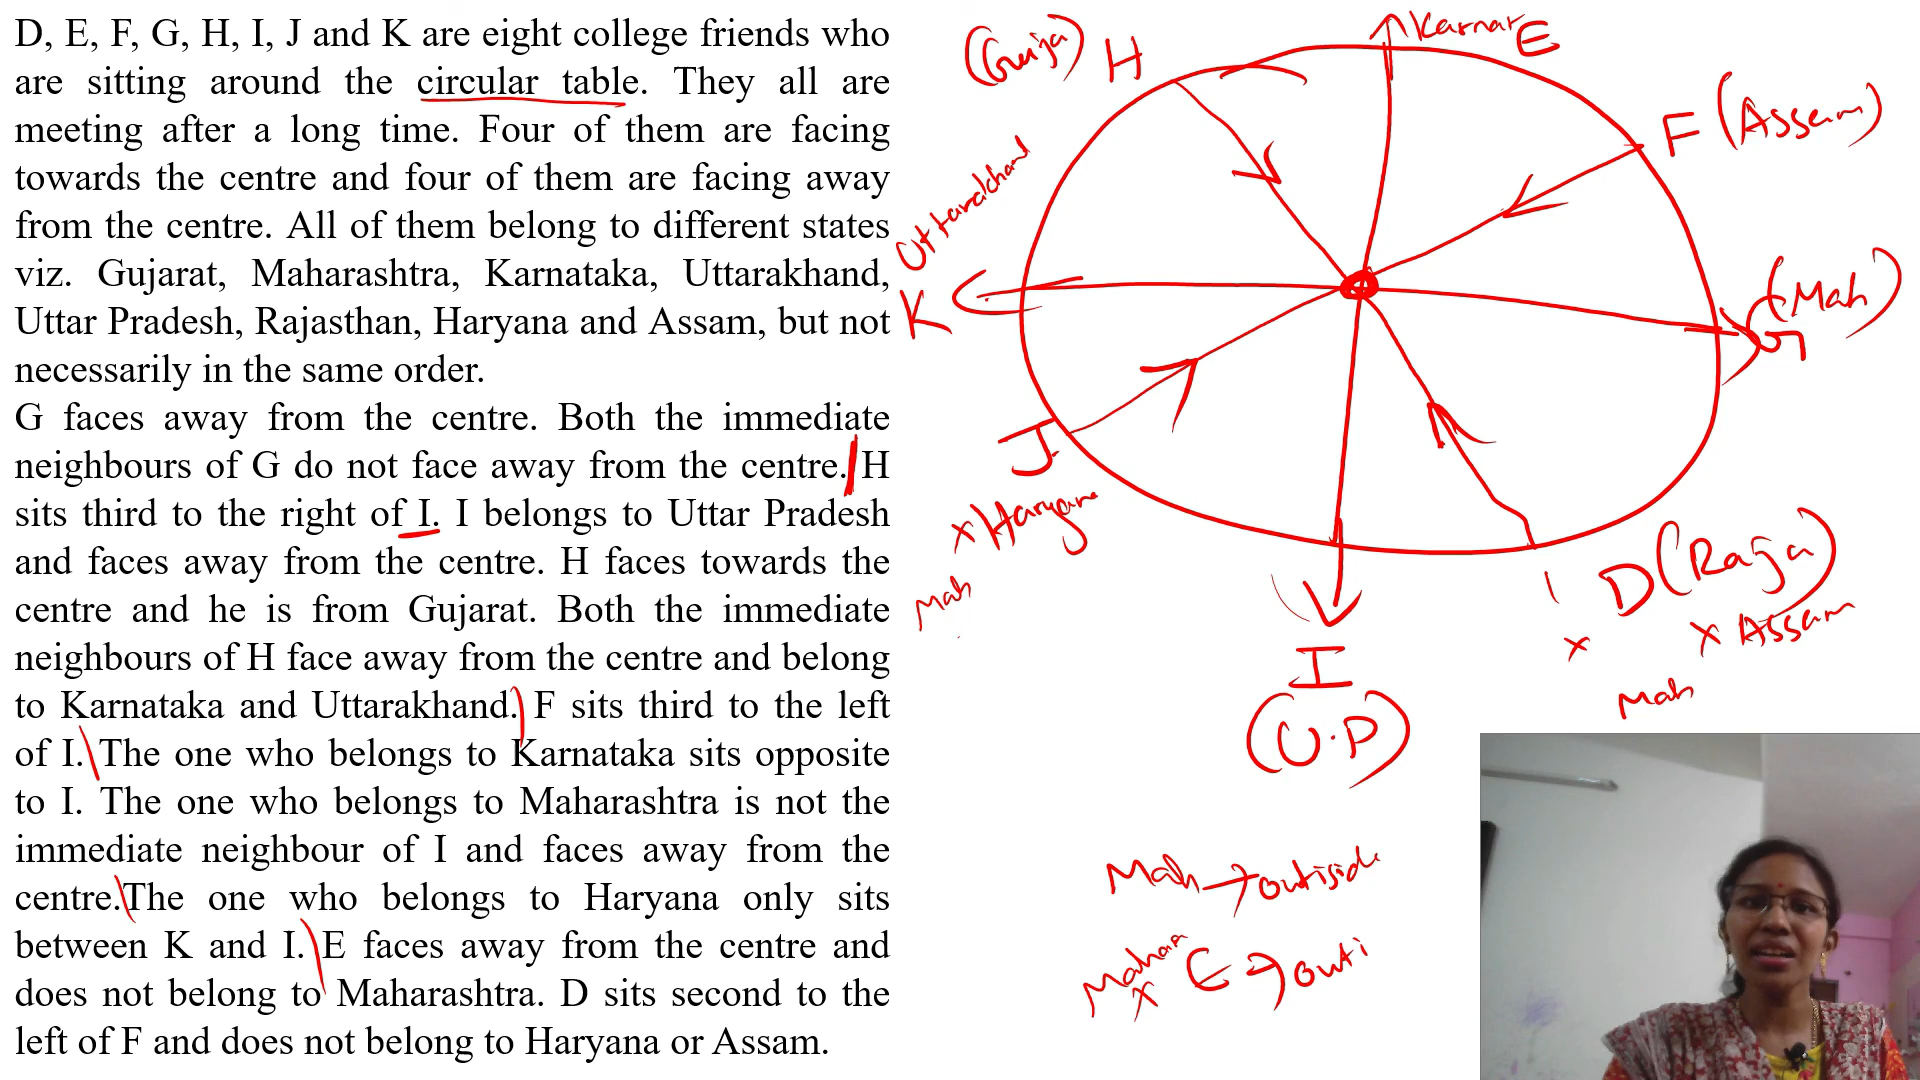 D, E, F, G, H, I, J and K are eight college friends who
are sitting around the circular table. They all are
meeting after a long time. Four of them are facing
towards the centre and four of them are facing away
from the centre. All of them belong to different states
viz. Gujarat, Maharashtra, Karnataka, Uttarakhand,
Uttar Pradesh, Rajasthan, Haryana and Assam, but not
necessarily in the same order.
G faces away from the centre. Both the immediate
neighbours of G do not face away from the centre. H
sits third to the right of I. I belongs to Uttar Pradesh
and faces away from the centre. H faces towards the
centre and he is from Gujarat. Both the immediate
neighbours of H face away from the centre and belong
to Karnataka and Uttarakhand. F sits third to the left
of I. The one who belongs to Karnataka sits opposite
to I. The one who belongs to Maharashtra is not the
immediate neighbour of I and faces away from the
centre. The one who belongs to Haryana only sits
between K and I. E faces away from the centre and
does not belong to Maharashtra. D sits second to the
left of F and does not belong to Haryana or Assam.
(Guja) H
Karnat E
F (Assam)
Uttarakhand
K
G (Mah)
J
x Haryana
Mah
D (Raja)
x x Assam
Mah
I
(U.P)
Mah → outside
Mahara
x E → outi